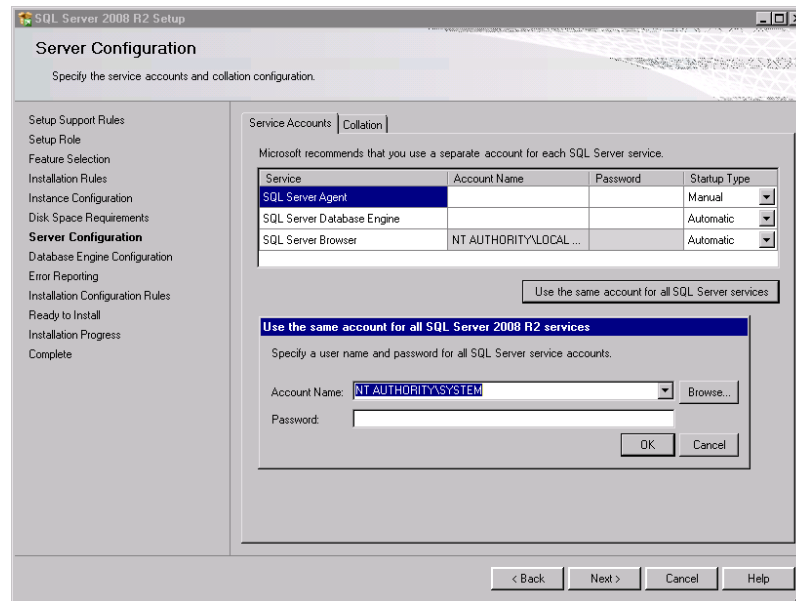 SQL Server 2008 R2 Setup
Server Configuration
Specify the service accounts and collation configuration.
Setup Support Rules
Setup Role
Feature Selection
Installation Rules
Instance Configuration
Disk Space Requirements
Server Configuration
Database Engine Configuration
Error Reporting
Installation Configuration Rules
Ready to Install
Installation Progress
Complete
Service Accounts Collation
Microsoft recommends that you use a separate account for each SQL Server service.
Service Account Name Password Startup Type
SQL Server Agent Manual
SQL Server Database Engine Automatic
SQL Server Browser NT AUTHORITY\LOCAL ... Automatic
Use the same account for all SQL Server services
Use the same account for all SQL Server 2008 R2 services
Specify a user name and password for all SQL Server service accounts.
Account Name: NT AUTHORITY\SYSTEM Browse...
Password:
OK Cancel
< Back Next > Cancel Help